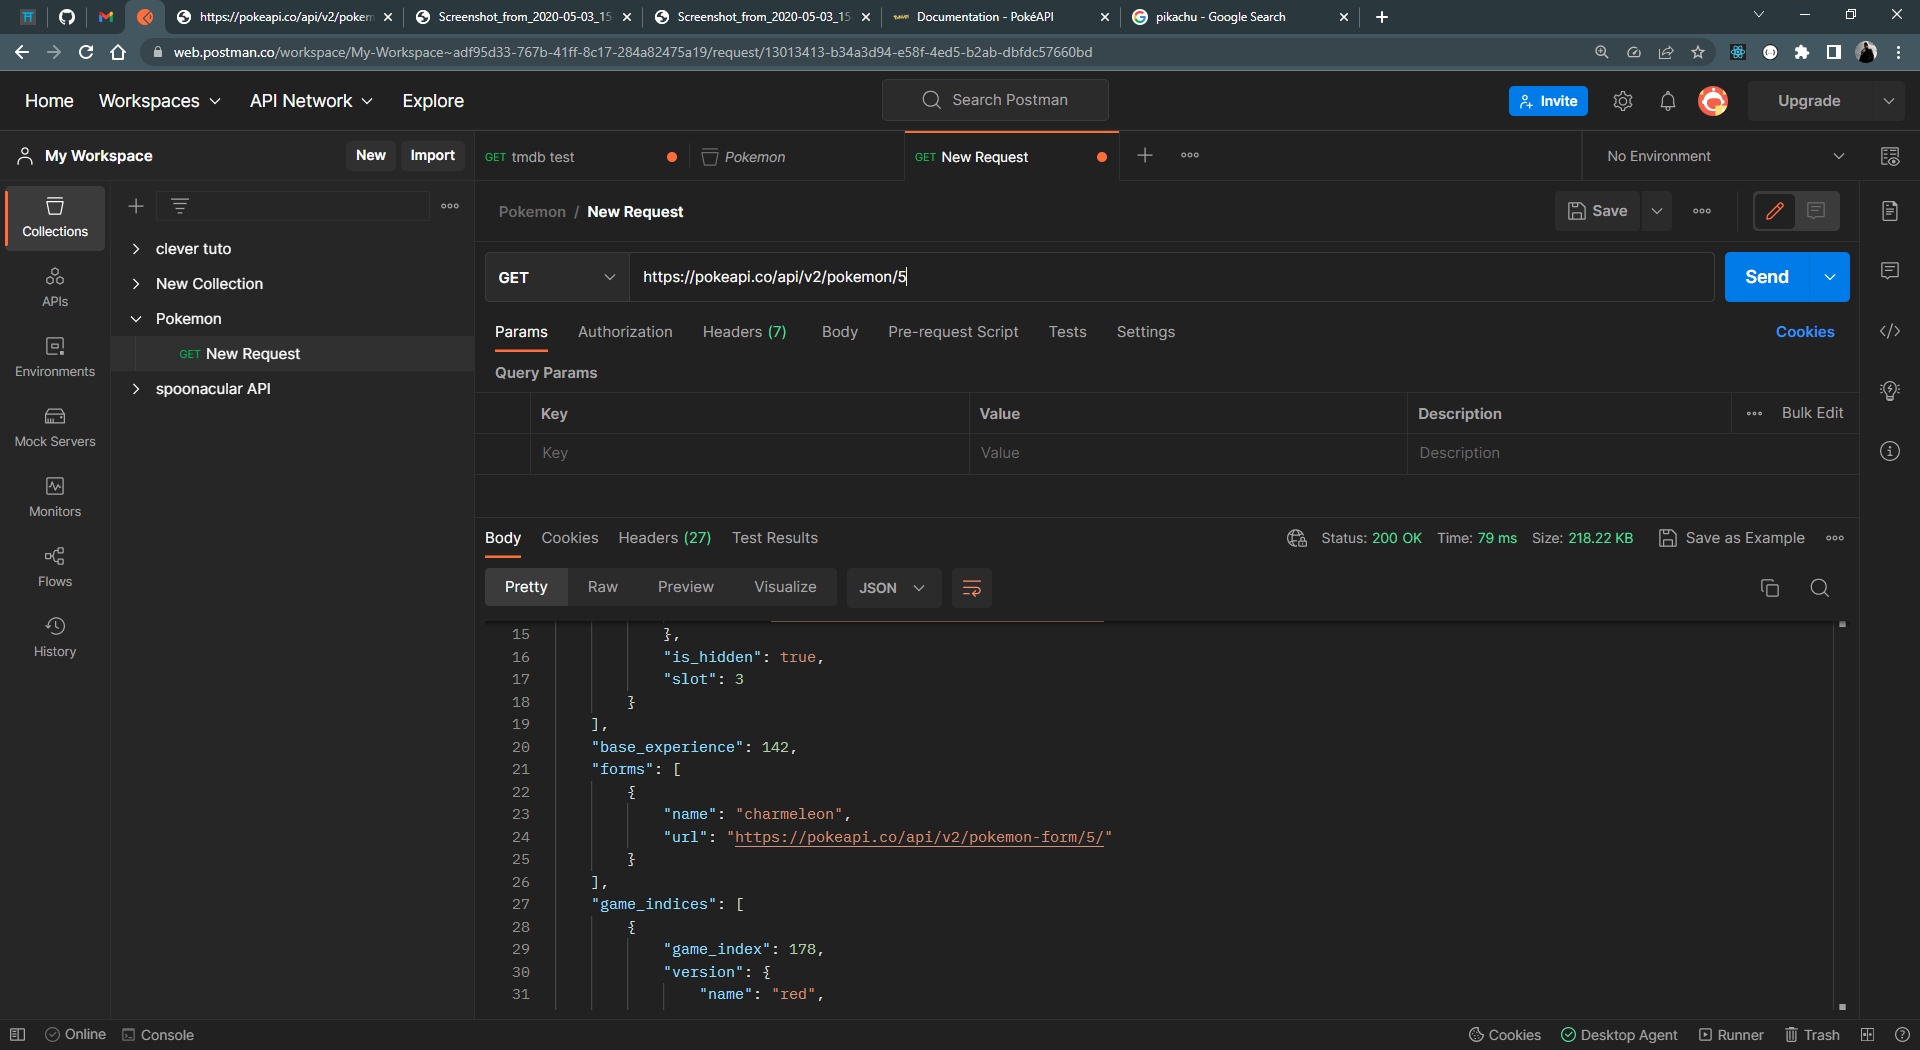 https://pokeapi.co/api/v2/pokem
Screenshot_from_2020-05-03_15
Screenshot_from_2020-05-03_15
Documentation - PokéAPI
pikachu - Google Search
web.postman.co/workspace/My-Workspace~adf95d33-767b-41ff-8c17-284a82475a19/request/13013413-b34a3d94-e58f-4ed5-b2ab-dbfdc57660bd
Home Workspaces API Network Explore
Search Postman
Invite
Upgrade
My Workspace
New Import
GET tmdb test
Pokemon
GET New Request
No Environment
Collections
APIs
Environments
Mock Servers
Monitors
Flows
History
clever tuto
New Collection
Pokemon
GET New Request
spoonacular API
Pokemon / New Request
Save
GET
https://pokeapi.co/api/v2/pokemon/5
Send
Params Authorization Headers (7) Body Pre-request Script Tests Settings Cookies
Query Params
Key Value Description Bulk Edit
Key Value Description
Body Cookies Headers (27) Test Results
Status: 200 OK Time: 79 ms Size: 218.22 KB Save as Example
Pretty Raw Preview Visualize JSON
15 },
16 "is_hidden": true,
17 "slot": 3
18 }
19 ],
20 "base_experience": 142,
21 "forms": [
22 {
23 "name": "charmeleon",
24 "url": "https://pokeapi.co/api/v2/pokemon-form/5/"
25 }
26 ],
27 "game_indices": [
28 {
29 "game_index": 178,
30 "version": {
31 "name": "red",
Online Console
Cookies Desktop Agent Runner Trash